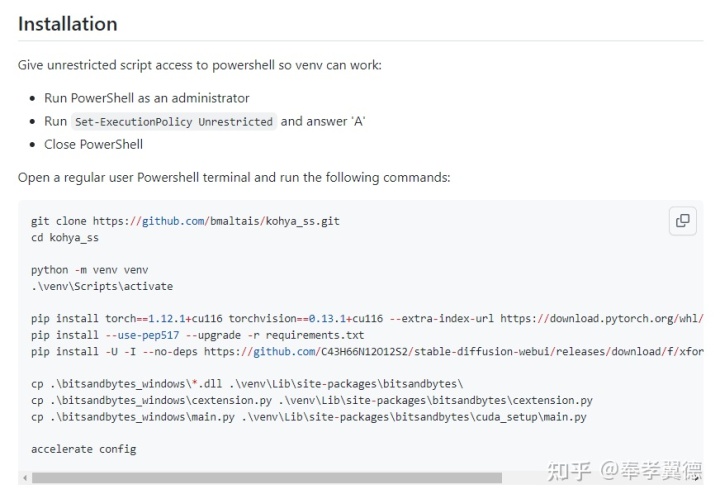 Installation
Give unrestricted script access to powershell so venv can work:
Run PowerShell as an administrator
Run Set-ExecutionPolicy Unrestricted and answer 'A'
Close PowerShell
Open a regular user Powershell terminal and run the following commands:
git clone https://github.com/bmaltais/kohya_ss.git
cd kohya_ss
python -m venv venv
.\venv\Scripts\activate
pip install torch==1.12.1+cu116 torchvision==0.13.1+cu116 --extra-index-url https://download.pytorch.org/whl/
pip install --use-pep517 --upgrade -r requirements.txt
pip install -U -I --no-deps https://github.com/C43H66N12O12S2/stable-diffusion-webui/releases/download/f/xfor
cp .\bitsandbytes_windows\*.dll .\venv\Lib\site-packages\bitsandbytes\
cp .\bitsandbytes_windows\cextension.py .\venv\Lib\site-packages\bitsandbytes\cextension.py
cp .\bitsandbytes_windows\main.py .\venv\Lib\site-packages\bitsandbytes\cuda_setup\main.py
accelerate config
知乎 @奉孝翼德